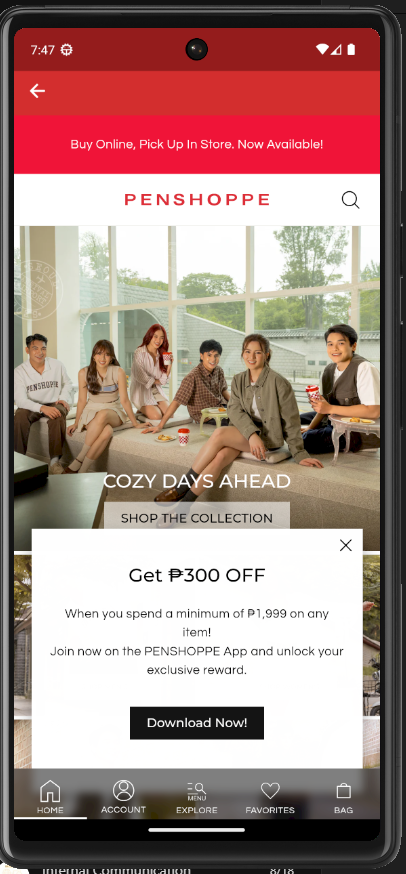 7:47
Buy Online, Pick Up In Store. Now Available!
PENSHOPPE
PENSHOPPE
COZY DAYS AHEAD
SHOP THE COLLECTION
Get ₱300 OFF
When you spend a minimum of ₱1,999 on any
item!
Join now on the PENSHOPPE App and unlock your
exclusive reward.
Download Now!
MENU
HOME ACCOUNT EXPLORE FAVORITES BAG
Internal Communication 8/18